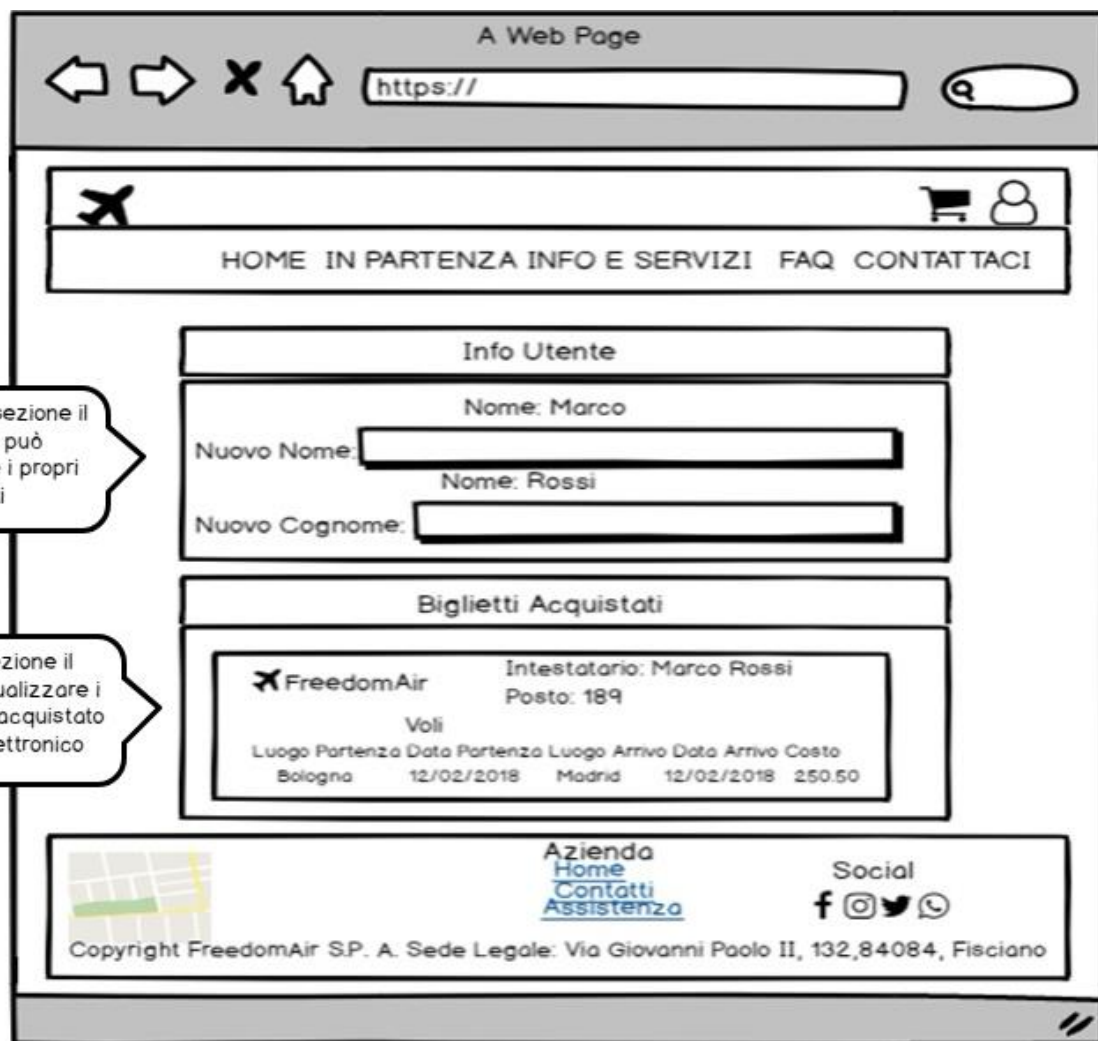 A Web Page
https://
HOME IN PARTENZA INFO E SERVIZI FAQ CONTATTACI
Info Utente
Nome: Marco
Nuovo Nome:
Nome: Rossi
Nuovo Cognome:
sezione il
può
i propri
Biglietti Acquistati
FreedomAir
Intestatario: Marco Rossi
Posto: 189
Voli
Luogo Partenza Data Partenza Luogo Arrivo Data Arrivo Costo
Bologna 12/02/2018 Madrid 12/02/2018 250.50
il
i
acquistato
Azienda
Home
Contatti
Assistenza
Social
Copyright FreedomAir S.P. A. Sede Legale: Via Giovanni Paolo II, 132,84084, Fisciano